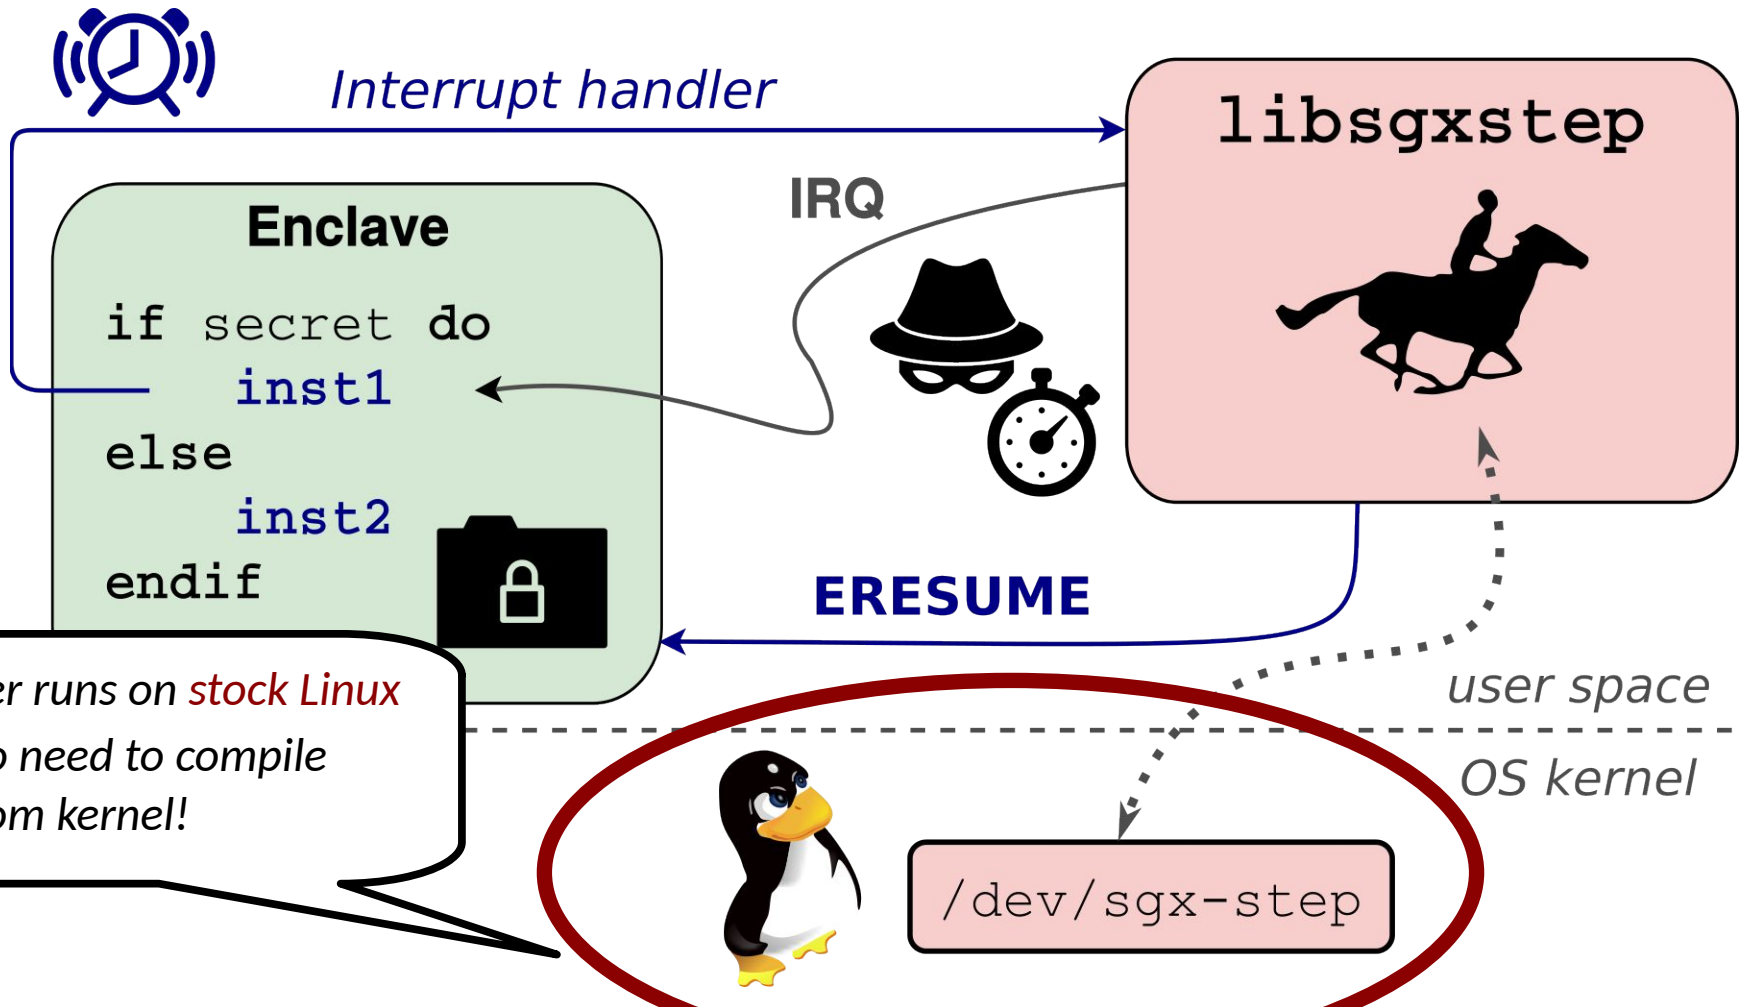 Interrupt handler
libsgxstep
IRQ
Enclave
if secret do
inst1
else
inst2
endif
ERESUME
runs on stock Linux
need to compile
kernel!
user space
OS kernel
/dev/sgx-step